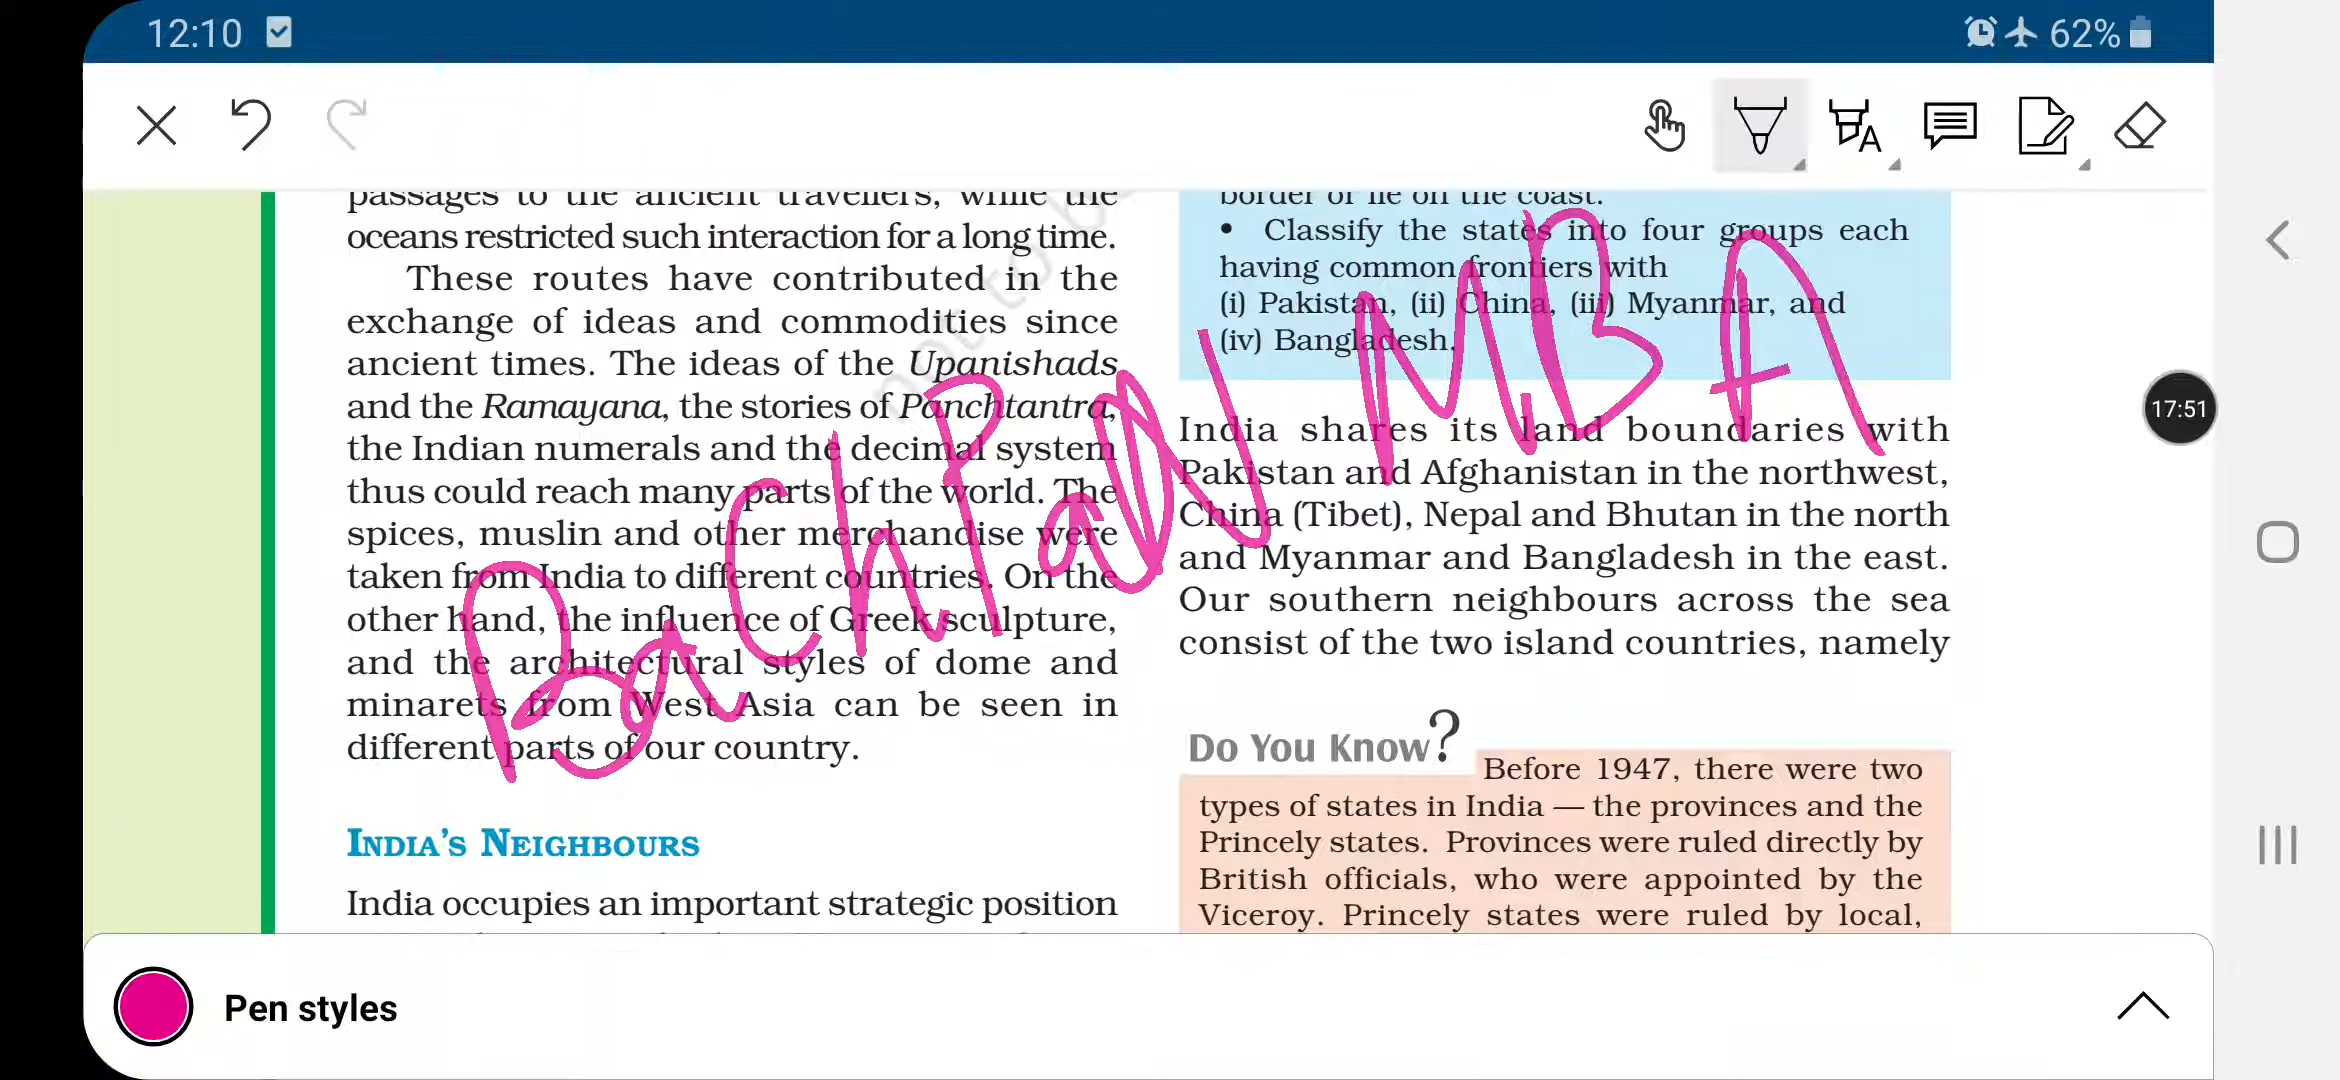 12:10
62%
passages to the ancient travellers, while the
oceans restricted such interaction for a long time.
These routes have contributed in the
exchange of ideas and commodities since
ancient times. The ideas of the Upanishads
and the Ramayana, the stories of Panchtantra,
the Indian numerals and the decimal system
thus could reach many parts of the world. The
spices, muslin and other merchandise were
taken from India to different countries. On the
other hand, the influence of Greek sculpture,
and the architectural styles of dome and
minarets from West Asia can be seen in
different parts of our country.
INDIA'S NEIGHBOURS
India occupies an important strategic position
not to b
border or lie on the coast.
• Classify the states into four groups each
having common frontiers with
(i) Pakistan, (ii) China, (iii) Myanmar, and
(iv) Bangladesh.
India shares its land boundaries with
Pakistan and Afghanistan in the northwest,
China (Tibet), Nepal and Bhutan in the north
and Myanmar and Bangladesh in the east.
Our southern neighbours across the sea
consist of the two island countries, namely
Do You Know?
Before 1947, there were two
types of states in India — the provinces and the
Princely states. Provinces were ruled directly by
British officials, who were appointed by the
Viceroy. Princely states were ruled by local,
MBA
17:51
Pen styles